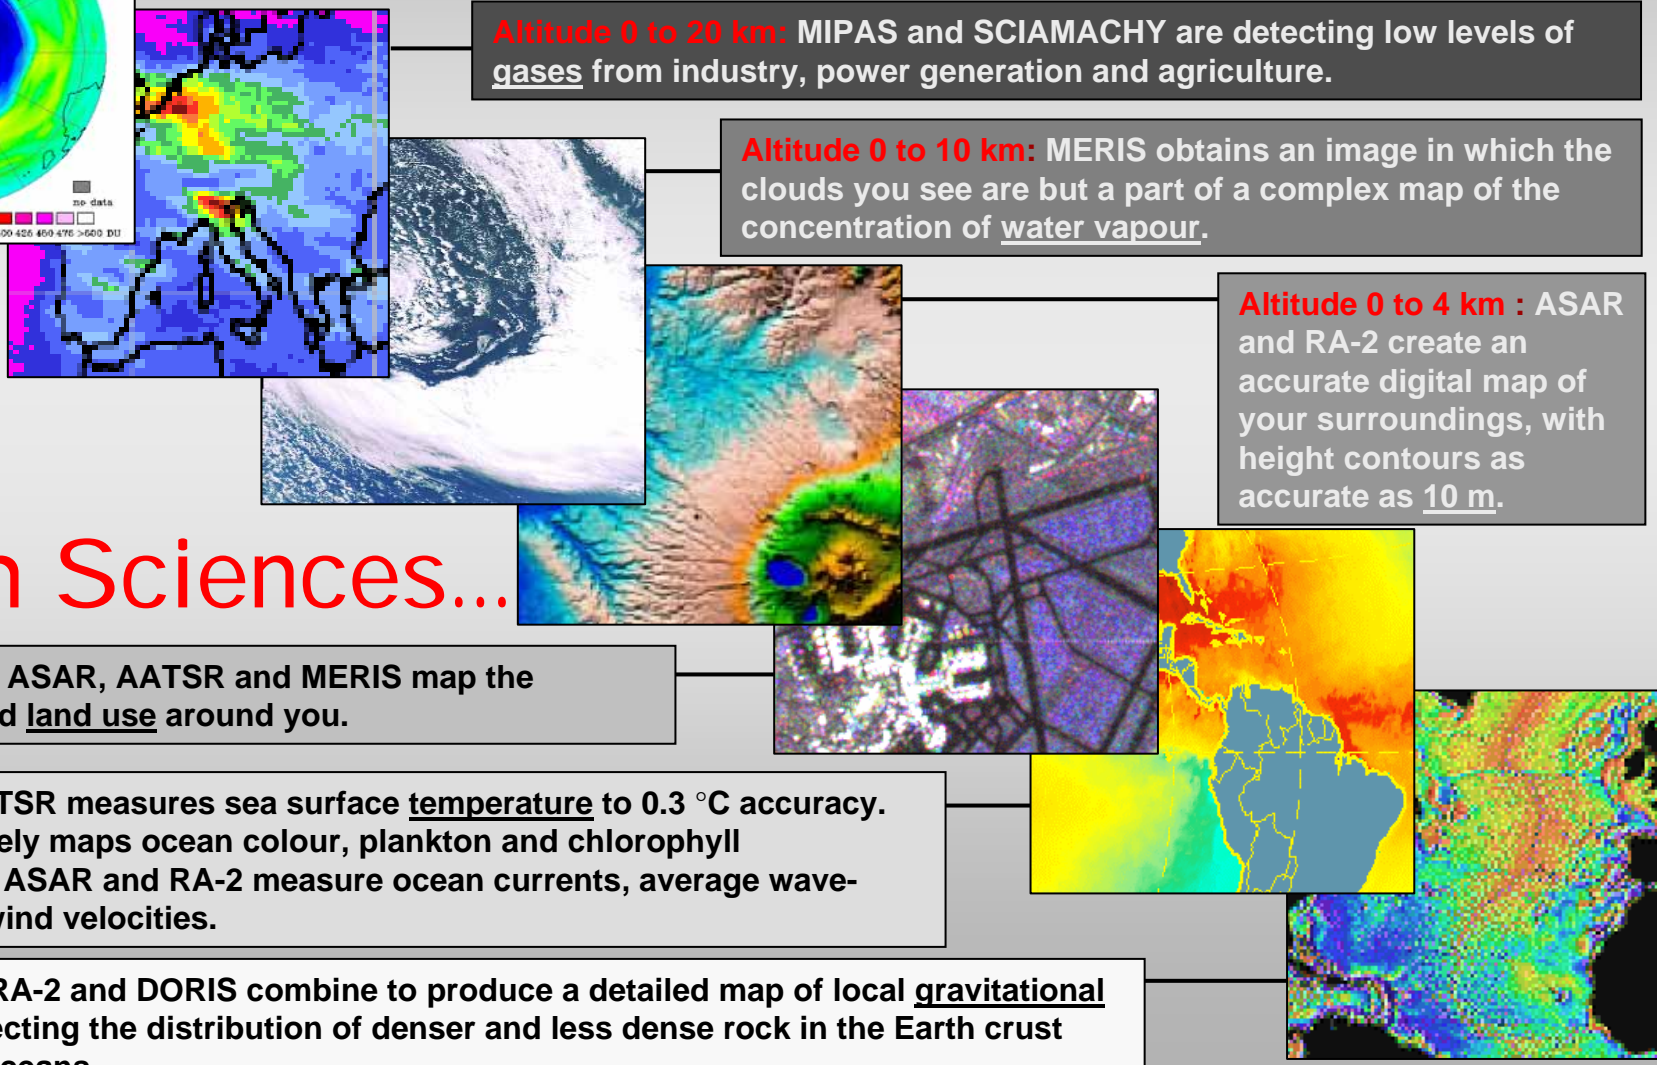 Altitude 0 to 20 km: MIPAS and SCIAMACHY are detecting low levels of
gases from industry, power generation and agriculture.
Altitude 0 to 10 km: MERIS obtains an image in which the
clouds you see are but a part of a complex map of the
concentration of water vapour.
no data
425 450 475 >500 DU
Altitude 0 to 4 km : ASAR
and RA-2 create an
accurate digital map of
your surroundings, with
height contours as
accurate as 10 m.
n Sciences...
ASAR, AATSR and MERIS map the
d land use around you.
TSR measures sea surface temperature to 0.3 °C accuracy.
ely maps ocean colour, plankton and chlorophyll
ASAR and RA-2 measure ocean currents, average wave-
wind velocities.
RA-2 and DORIS combine to produce a detailed map of local gravitational
ecting the distribution of denser and less dense rock in the Earth crust